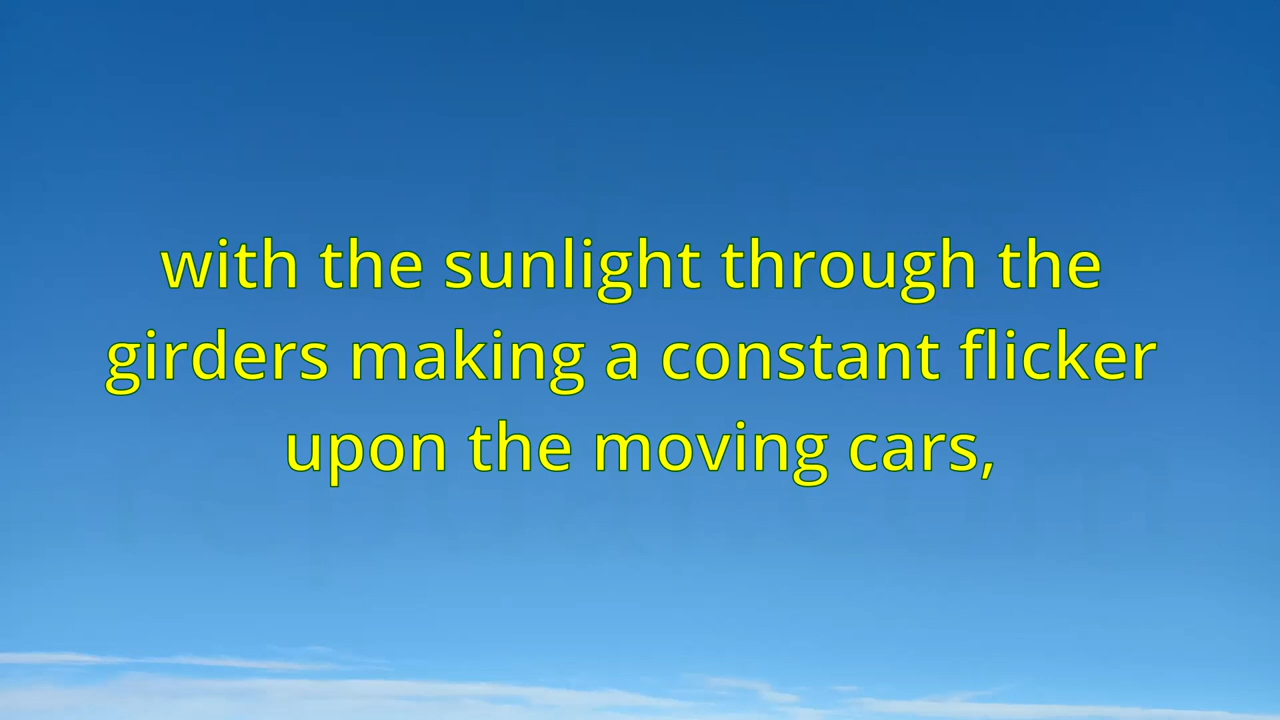 with the sunlight through the
girders making a constant flicker
upon the moving cars,